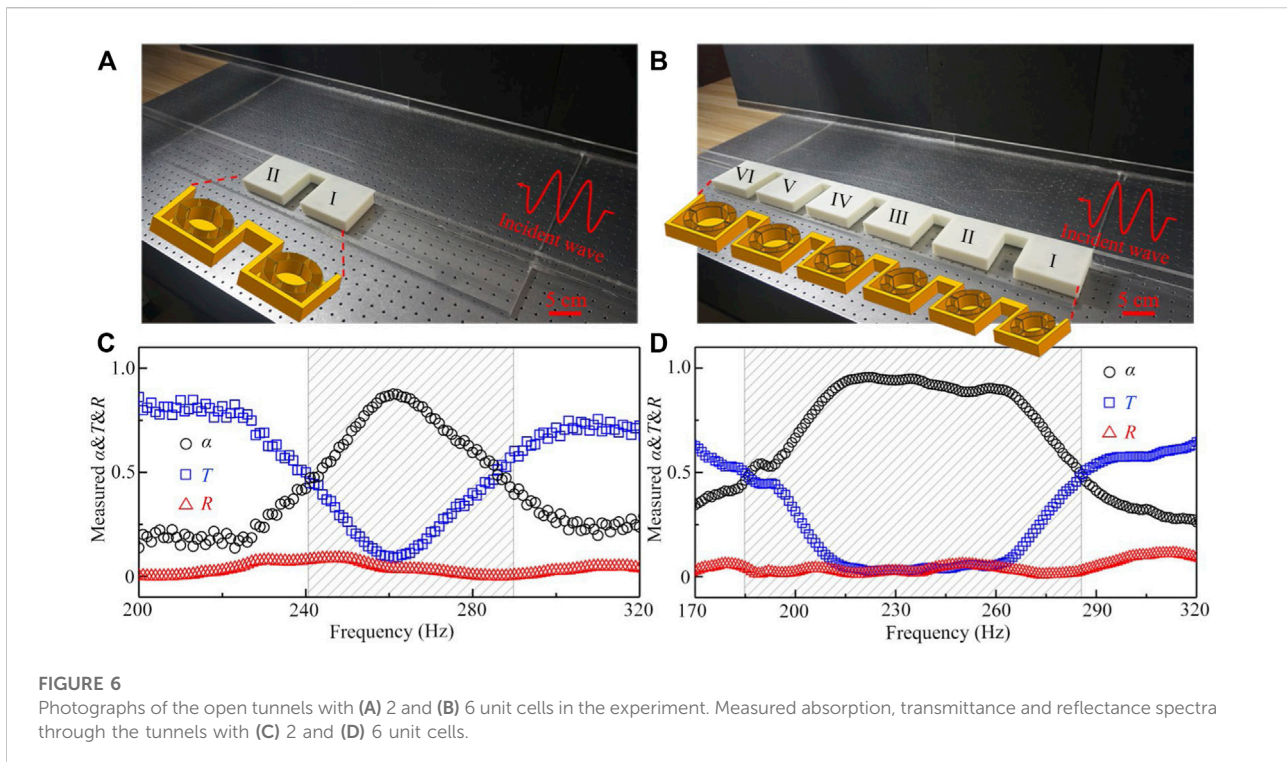 A
II
I
Incident wave
5 cm
B
VI
V
IV
III
II
I
Incident wave
5 cm
C
Measured α&T&R
1.0
0.5
0
α
T
R
200
240
280
320
Frequency (Hz)
D
Measured α&T&R
1.0
0.5
0
α
T
R
170
200
230
260
290
320
Frequency (Hz)
FIGURE 6
Photographs of the open tunnels with (A) 2 and (B) 6 unit cells in the experiment. Measured absorption, transmittance and reflectance spectra
through the tunnels with (C) 2 and (D) 6 unit cells.